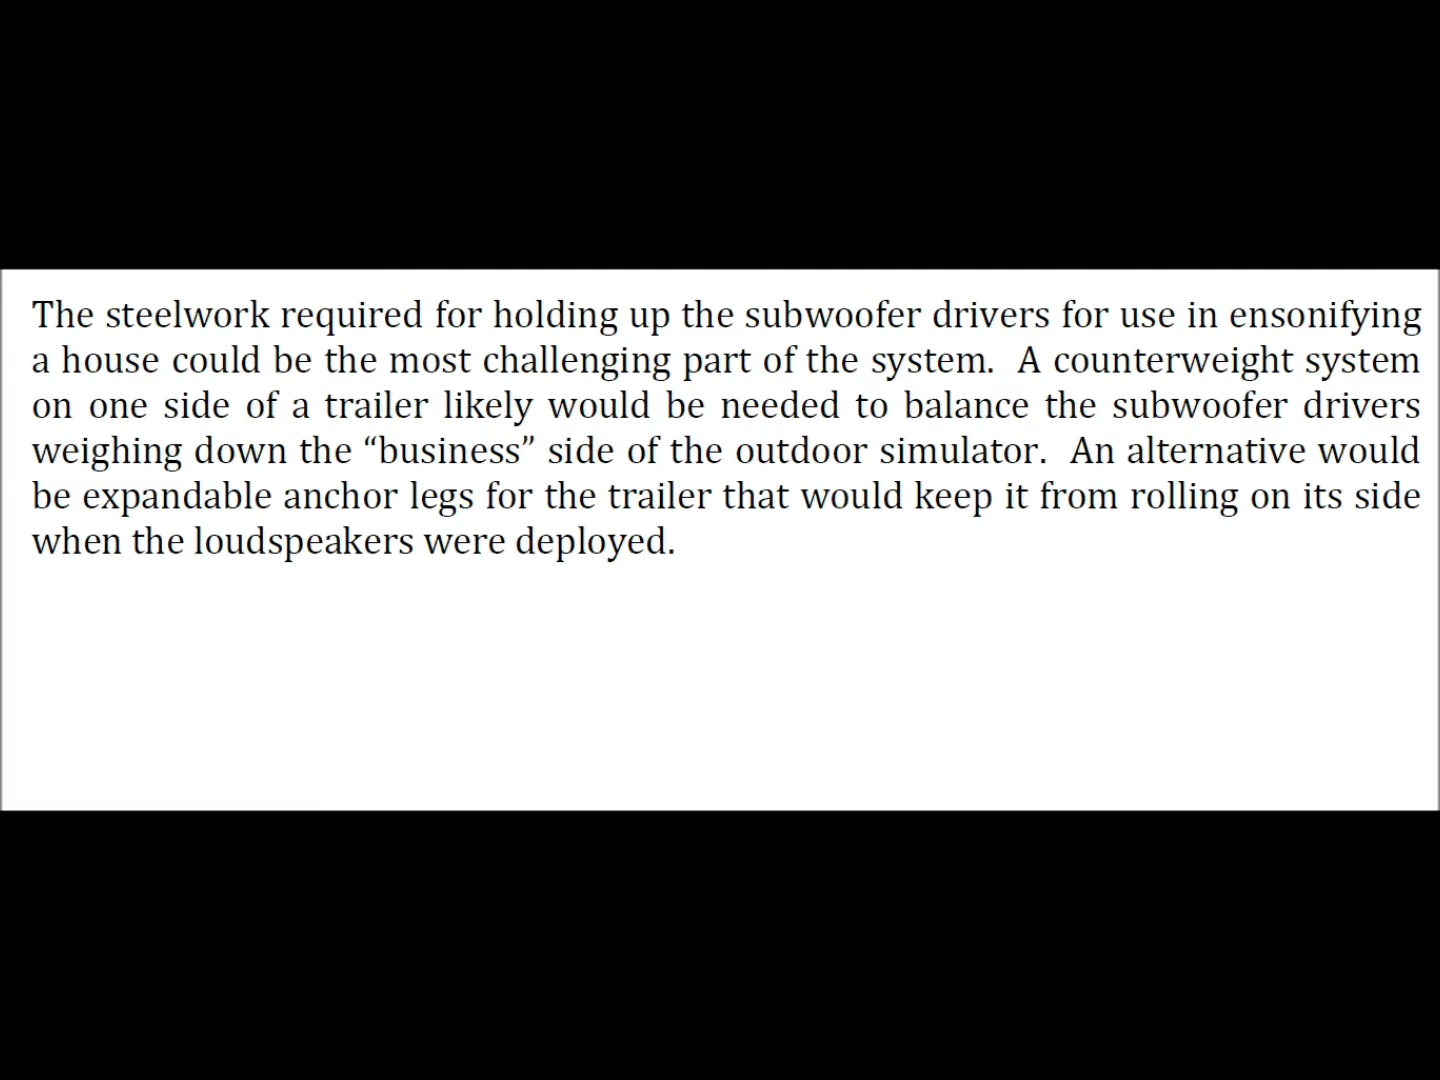 The steelwork required for holding up the subwoofer drivers for use in ensonifying
a house could be the most challenging part of the system.  A counterweight system
on one side of a trailer likely would be needed to balance the subwoofer drivers
weighing down the “business” side of the outdoor simulator.  An alternative would
be expandable anchor legs for the trailer that would keep it from rolling on its side
when the loudspeakers were deployed.